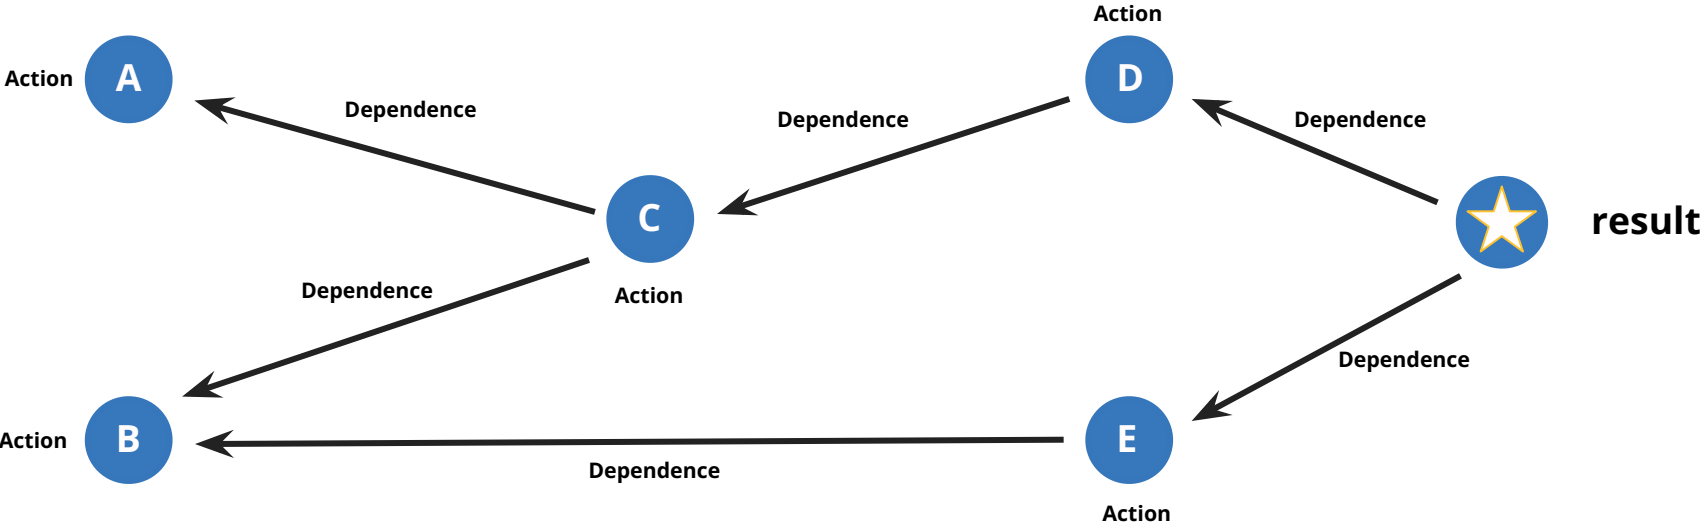 Action
D
Action
A
Dependence
Dependence
Dependence
C
result
Action
Dependence
Dependence
Action
B
E
Dependence
Action